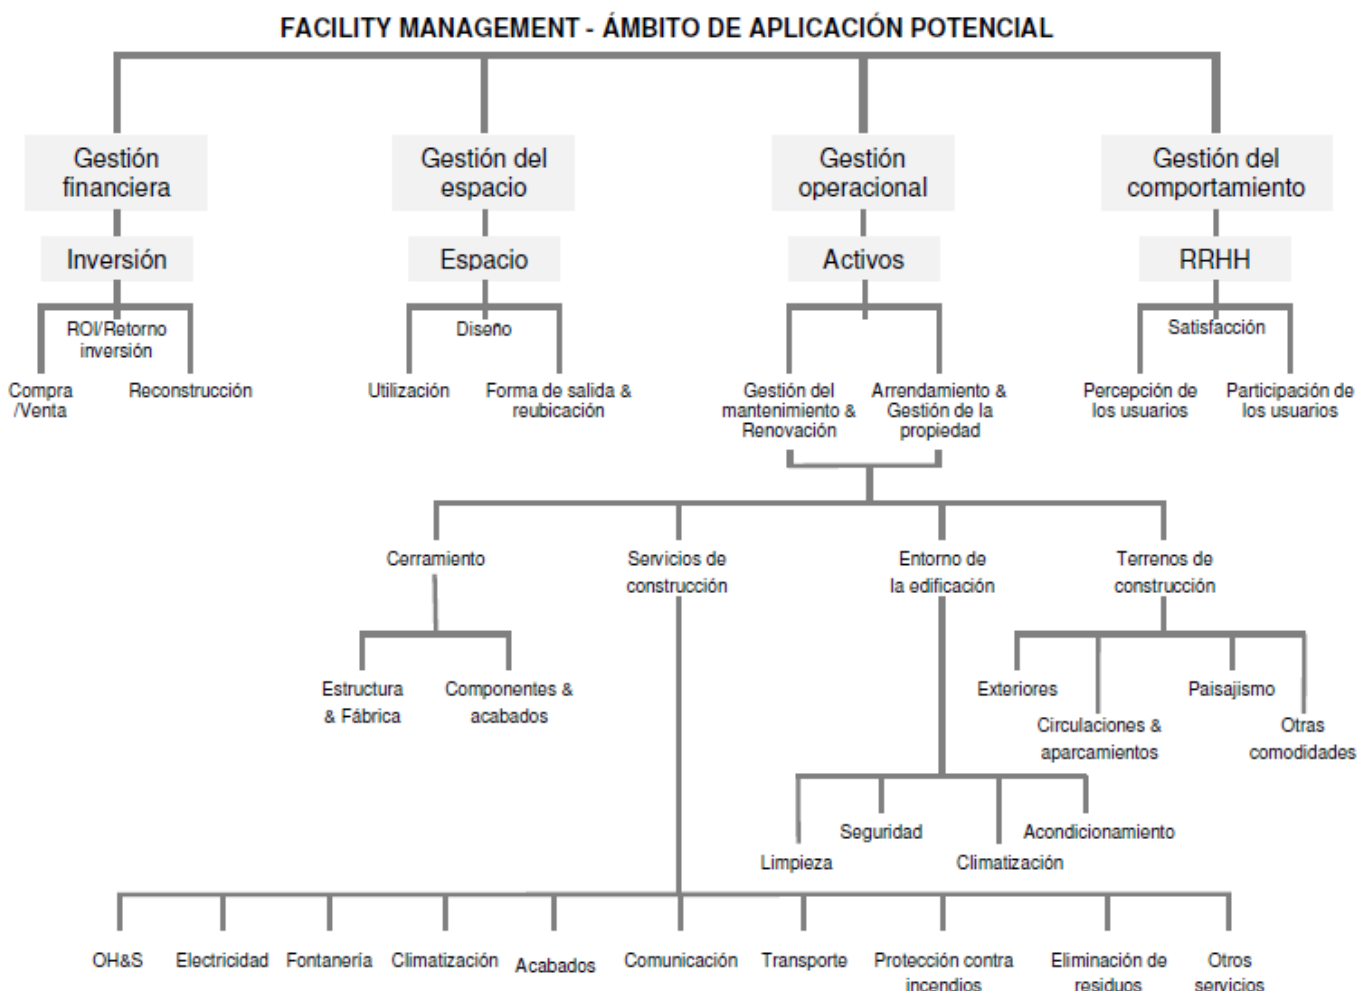 FACILITY MANAGEMENT - ÁMBITO DE APLICACIÓN POTENCIAL
Gestión
financiera
Gestión del
espacio
Gestión
operacional
Gestión del
comportamiento
Inversión
Espacio
Activos
RRHH
ROI/Retorno
inversión
Diseño
Satisfacción
Compra
/Venta
Reconstrucción
Utilización
Forma de salida &
reubicación
Gestión del
mantenimiento &
Renovación
Arrendamiento &
Gestión de la
propiedad
Percepción de
los usuarios
Participación de
los usuarios
Cerramiento
Servicios de
construcción
Entorno de
la edificación
Terrenos de
construcción
Estructura
& Fábrica
Componentes &
acabados
Exteriores
Circulaciones &
aparcamientos
Paisajismo
Otras
comodidades
Limpieza
Seguridad
Climatización
Acondicionamiento
OH&S
Electricidad
Fontanería
Climatización
Acabados
Comunicación
Transporte
Protección contra
incendios
Eliminación de
residuos
Otros
servicios